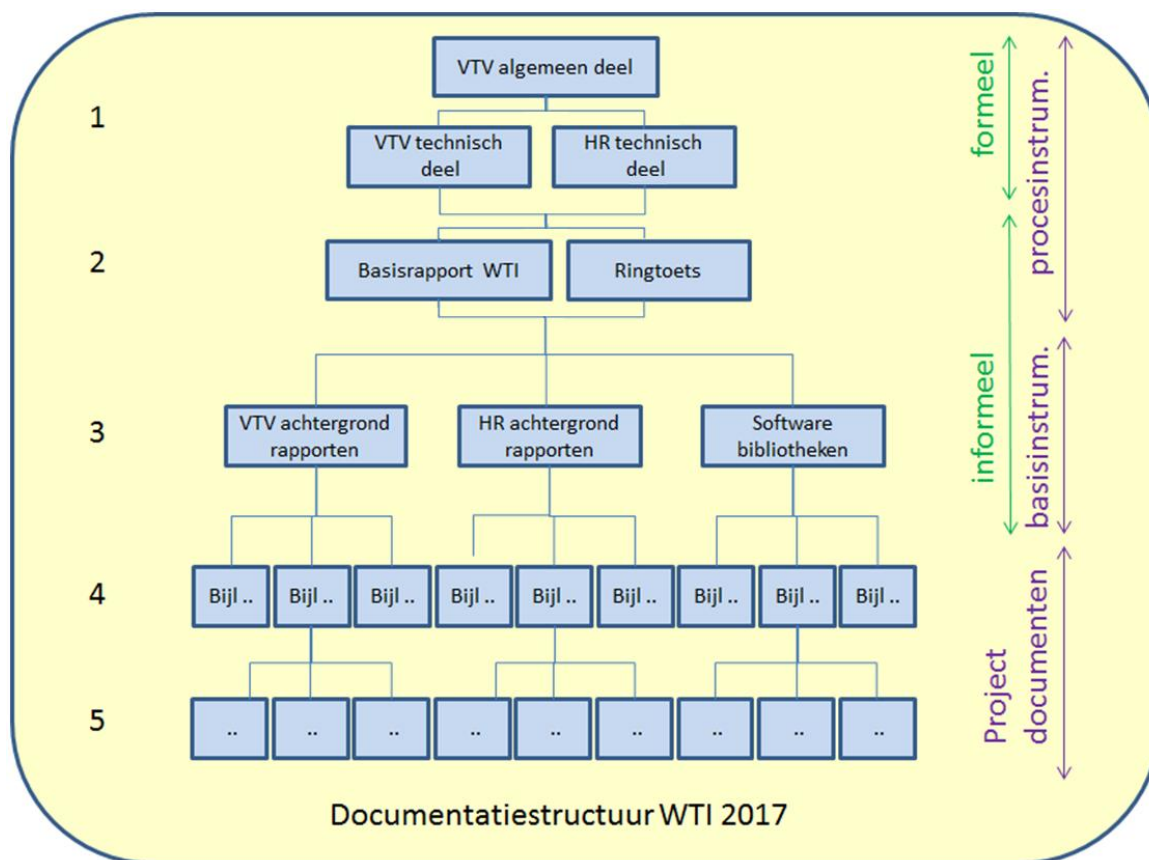 VTV algemeen deel
1
VTV technisch
deel
HR technisch
deel
2
Basisrapport WTI
Ringtoets
3
VTV achtergrond
rapporten
HR achtergrond
rapporten
Software
bibliotheken
4
Bijl ..
Bijl ..
Bijl ..
Bijl ..
Bijl ..
Bijl ..
Bijl ..
Bijl ..
Bijl ..
5
..
..
..
..
..
..
..
..
..
formeel
informeel
procesinstrum.
basisinstrum.
Project
documenten
Documentatiestructuur WTI 2017